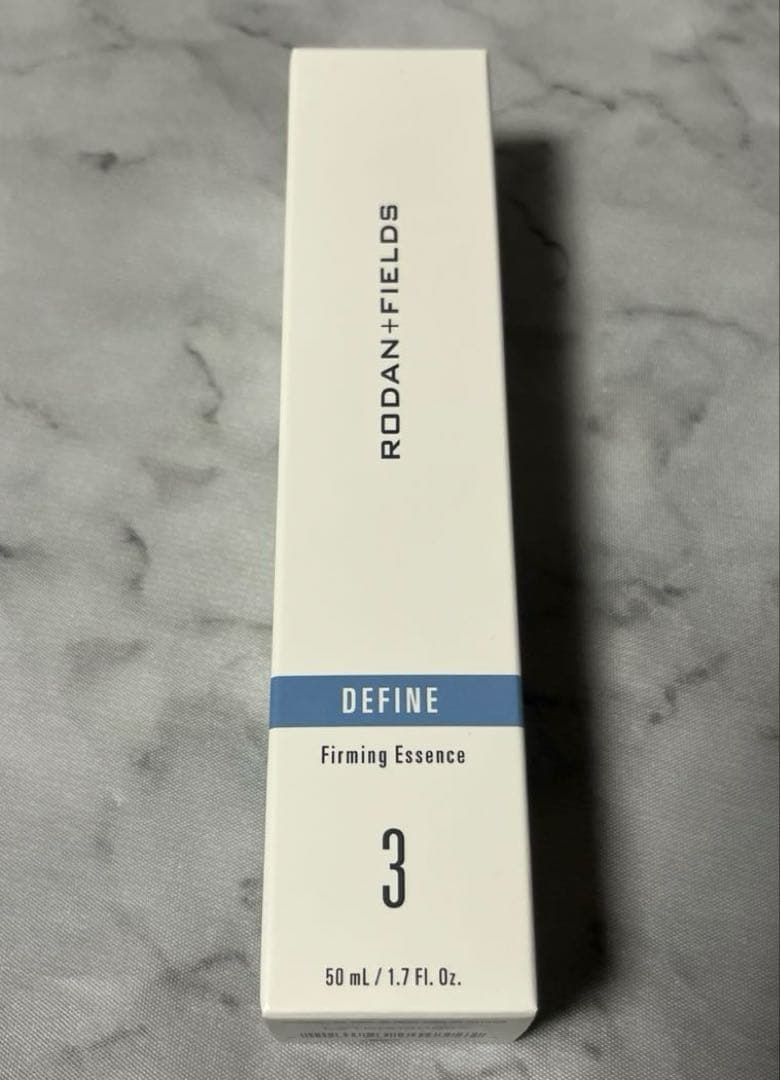 RODAN+FIELDS
DEFINE
Firming Essence
3
50 mL / 1.7 Fl. Oz.